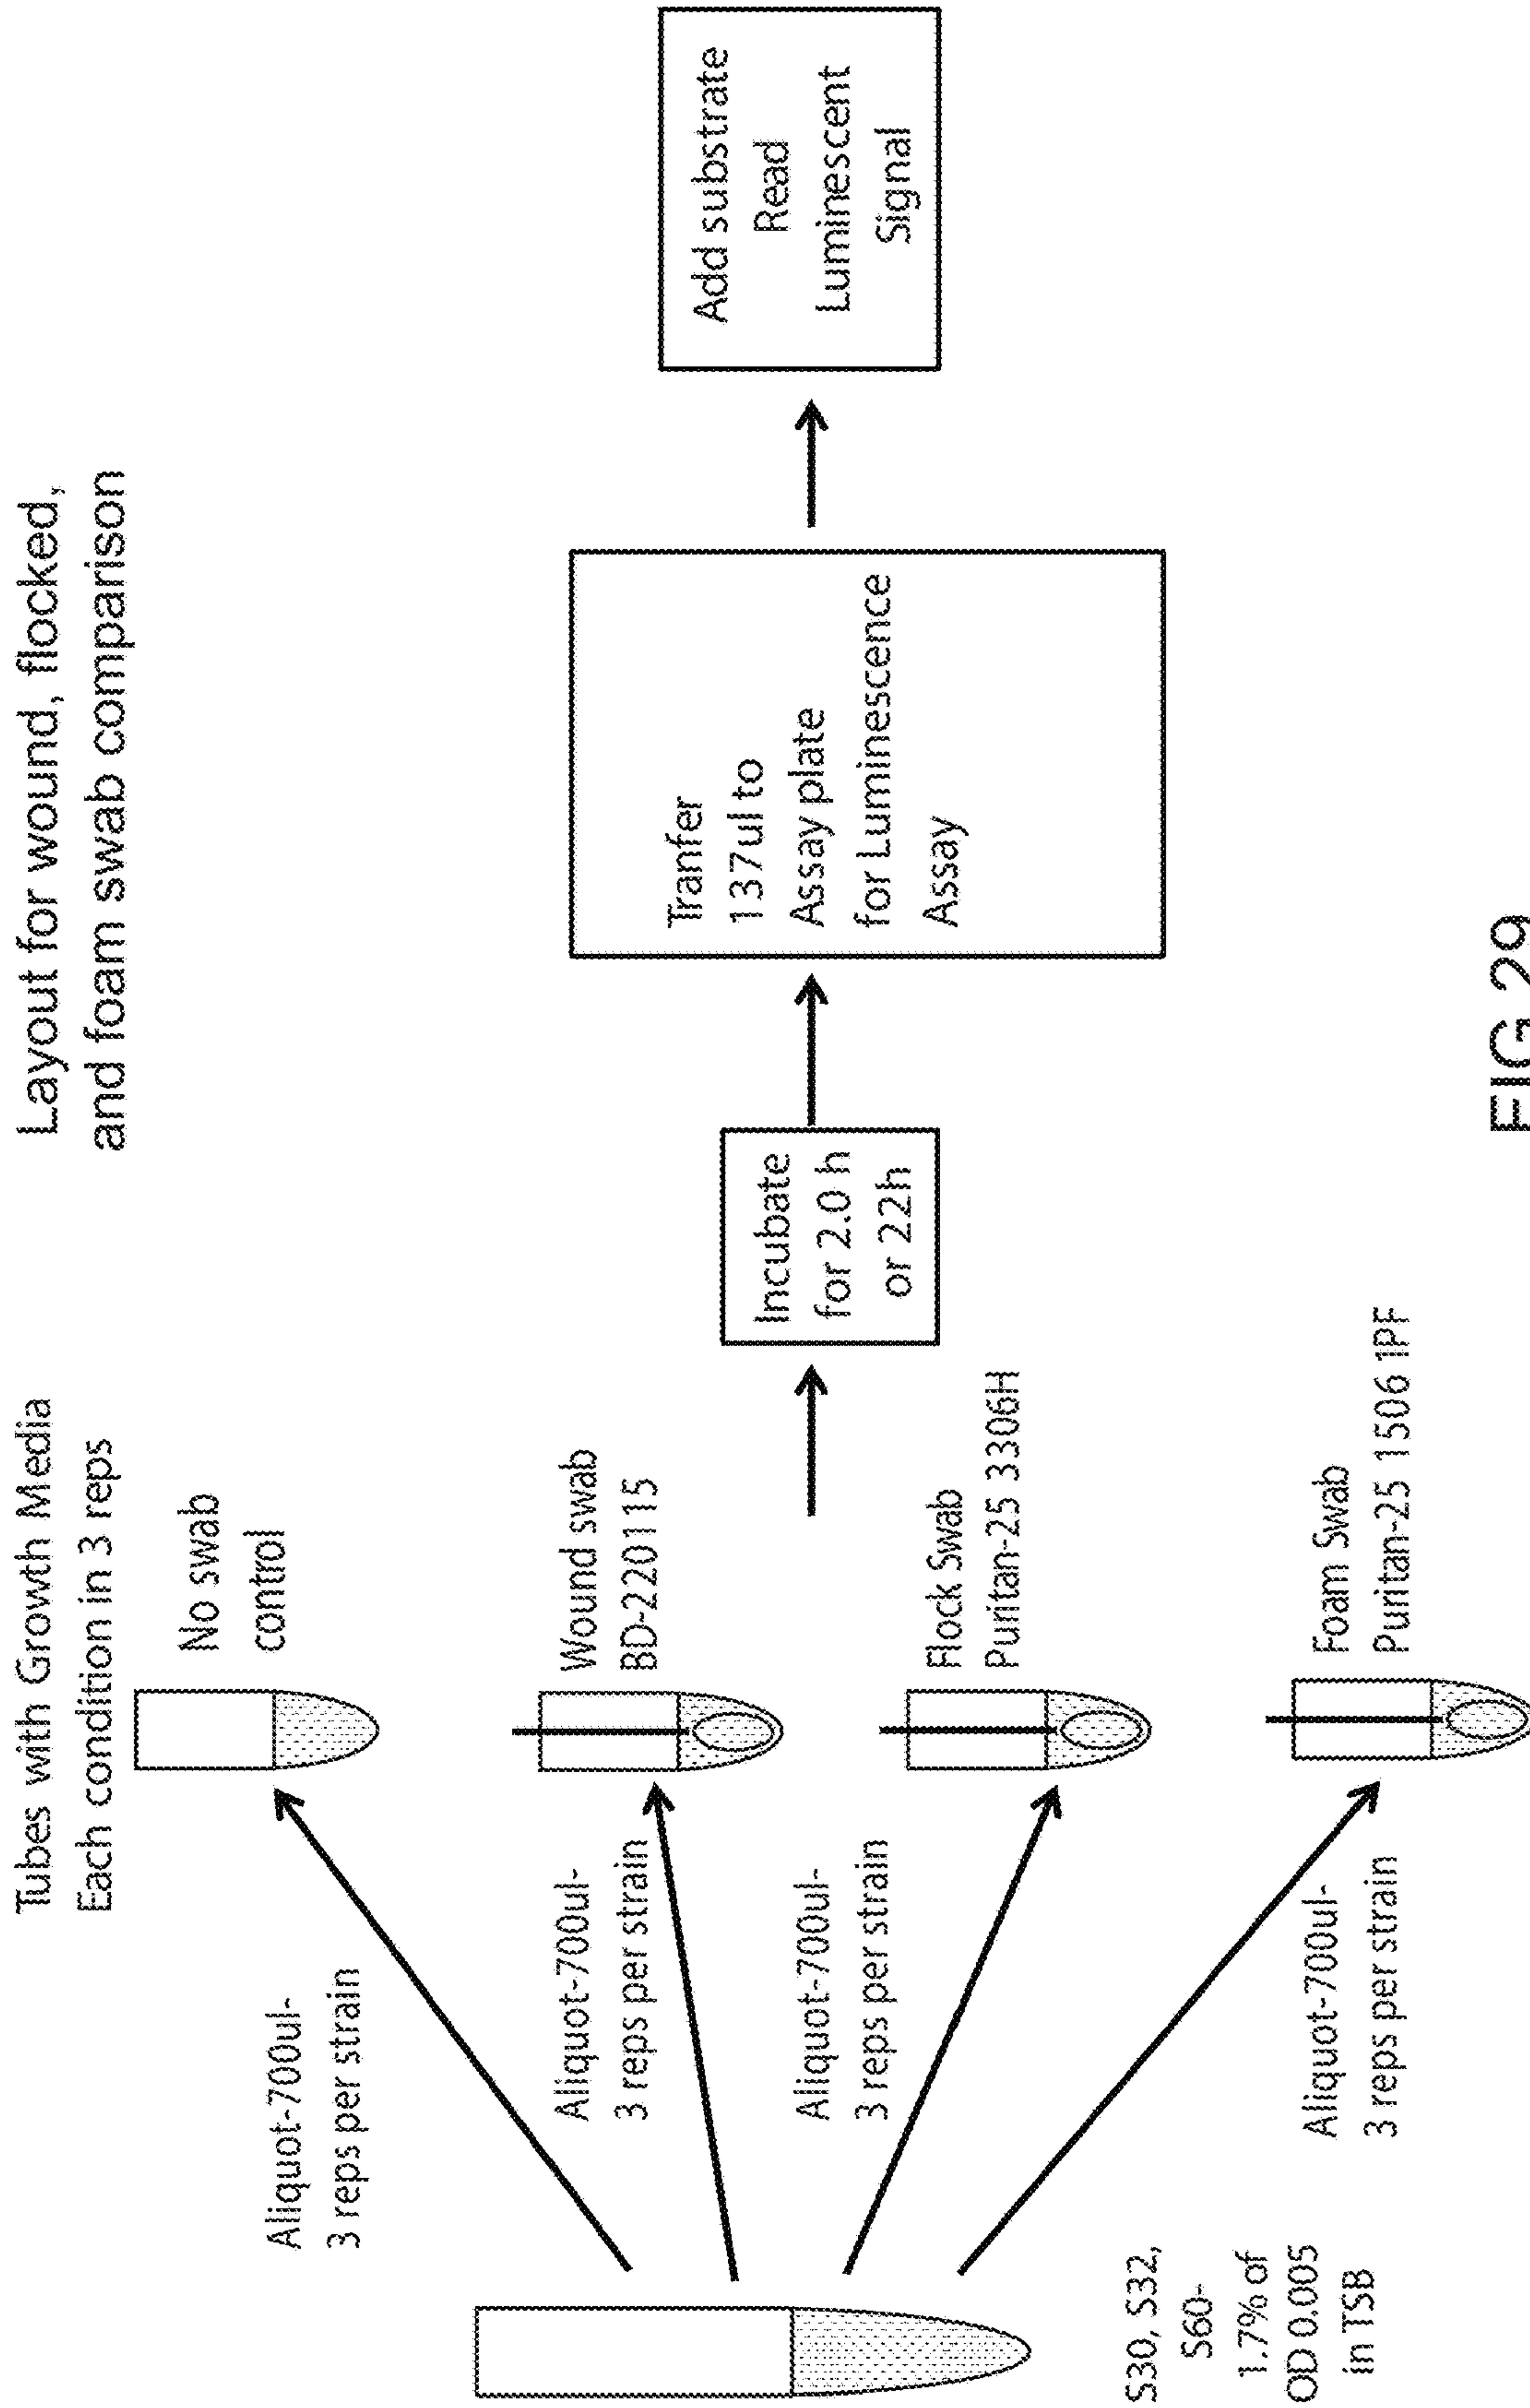 Layout for wound, flocked,
and foam swab comparison
Tubes with Growth Media
Each condition in 3 reps
S30, S32,
S60-
1.7% of
OD 0.005
in TSB
Aliquot-700ul-
3 reps per strain
Aliquot-700ul-
3 reps per strain
Aliquot-700ul-
3 reps per strain
Aliquot-700ul-
3 reps per strain
No swab
control
Wound swab
BD-220115
Flock Swab
Puritan-25 3306H
Foam Swab
Puritan-25 1506 1PF
Incubate
for 2.0 h
or 22h
Tranfer
137ul to
Assay plate
for Luminescence
Assay
Add substrate
Read
Luminescent
Signal
FIG 29